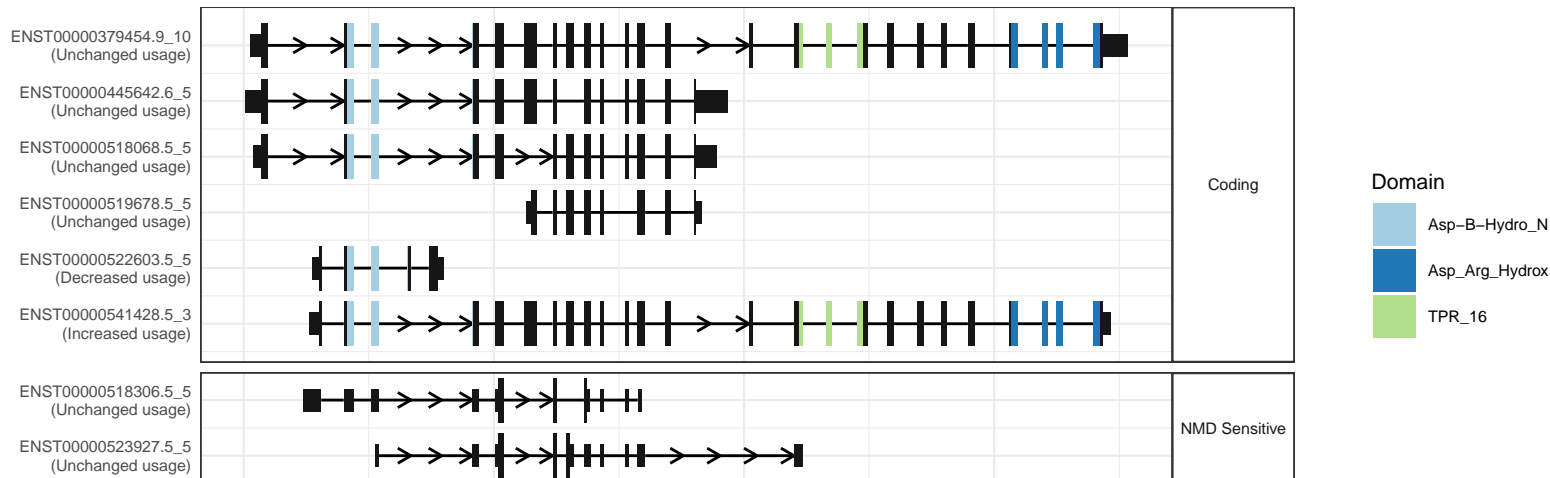 ENST00000379454.9_10
(Unchanged usage)
ENST00000445642.6_5
(Unchanged usage)
ENST00000518068.5_5
(Unchanged usage)
ENST00000519678.5_5
(Unchanged usage)
ENST00000522603.5_5
(Decreased usage)
ENST00000541428.5_3
(Increased usage)
Coding
ENST00000518306.5_5
(Unchanged usage)
ENST00000523927.5_5
(Unchanged usage)
NMD Sensitive
Domain
Asp−B−Hydro_N
Asp_Arg_Hydrox
TPR_16